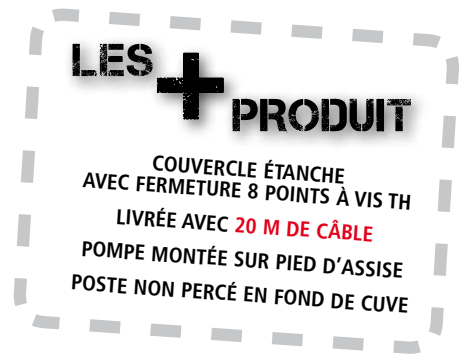 LES + PRODUIT
COUVERCLE ÉTANCHE
AVEC FERMETURE 8 POINTS À VIS TH
LIVRÉE AVEC 20 M DE CÂBLE
POMPE MONTÉE SUR PIED D'ASSISE
POSTE NON PERCÉ EN FOND DE CUVE